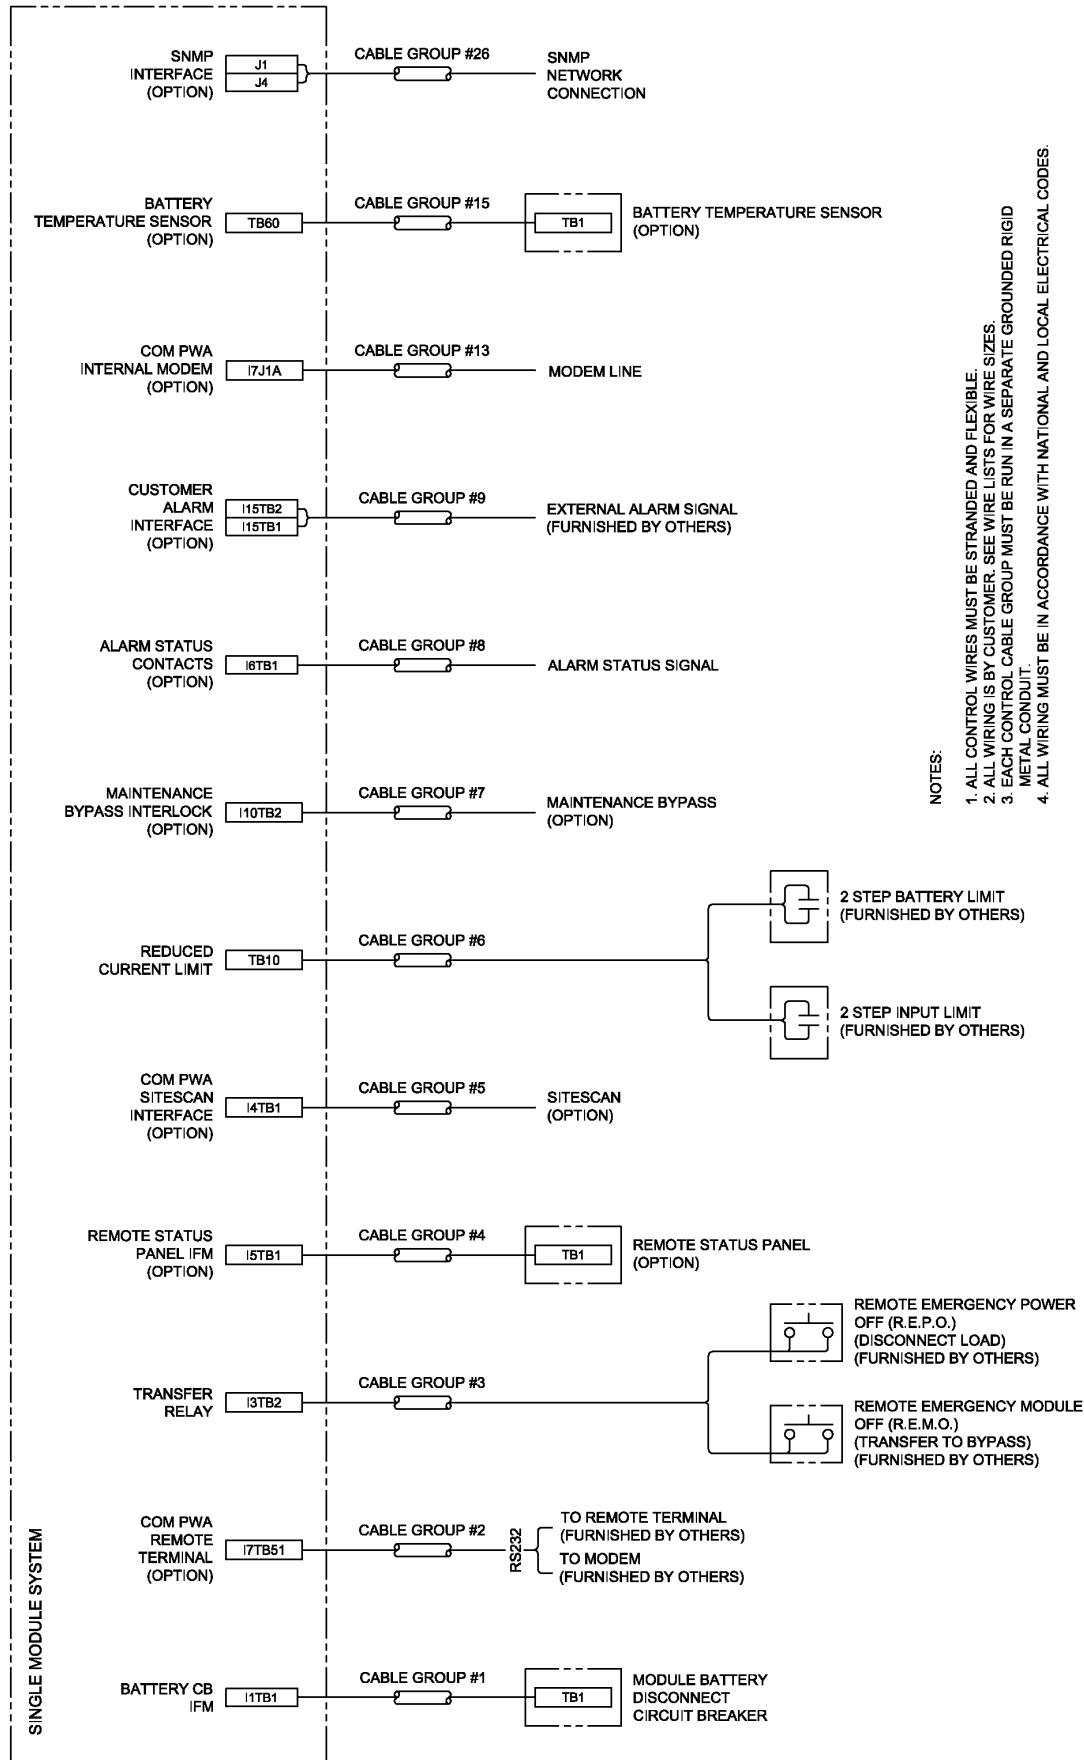 SNMP
INTERFACE
(OPTION)
J1
J4
CABLE GROUP #26
SNMP
NETWORK
CONNECTION
BATTERY
TEMPERATURE SENSOR
(OPTION)
TB60
CABLE GROUP #15
TB1
BATTERY TEMPERATURE SENSOR
(OPTION)
COM PWA
INTERNAL MODEM
(OPTION)
I7J1A
CABLE GROUP #13
MODEM LINE
CUSTOMER
ALARM
INTERFACE
(OPTION)
I15TB2
I15TB1
CABLE GROUP #9
EXTERNAL ALARM SIGNAL
(FURNISHED BY OTHERS)
ALARM STATUS
CONTACTS
(OPTION)
I6TB1
CABLE GROUP #8
ALARM STATUS SIGNAL
MAINTENANCE
BYPASS INTERLOCK
(OPTION)
I10TB2
CABLE GROUP #7
MAINTENANCE BYPASS
(OPTION)
REDUCED
CURRENT LIMIT
TB10
CABLE GROUP #6
2 STEP BATTERY LIMIT
(FURNISHED BY OTHERS)
2 STEP INPUT LIMIT
(FURNISHED BY OTHERS)
COM PWA
SITESCAN
INTERFACE
(OPTION)
I4TB1
CABLE GROUP #5
SITESCAN
(OPTION)
REMOTE STATUS
PANEL IFM
(OPTION)
I5TB1
CABLE GROUP #4
TB1
REMOTE STATUS PANEL
(OPTION)
TRANSFER
RELAY
I3TB2
CABLE GROUP #3
REMOTE EMERGENCY POWER
OFF (R.E.P.O.)
(DISCONNECT LOAD)
(FURNISHED BY OTHERS)
REMOTE EMERGENCY MODULE
OFF (R.E.M.O.)
(TRANSFER TO BYPASS)
(FURNISHED BY OTHERS)
COM PWA
REMOTE
TERMINAL
(OPTION)
I7TB51
CABLE GROUP #2
RS232
TO REMOTE TERMINAL
(FURNISHED BY OTHERS)
TO MODEM
(FURNISHED BY OTHERS)
BATTERY CB
IFM
I1TB1
CABLE GROUP #1
TB1
MODULE BATTERY
DISCONNECT
CIRCUIT BREAKER
SINGLE MODULE SYSTEM
NOTES:
1. ALL CONTROL WIRES MUST BE STRANDED AND FLEXIBLE.
2. ALL WIRING IS BY CUSTOMER. SEE WIRE LISTS FOR WIRE SIZES.
3. EACH CONTROL CABLE GROUP MUST BE RUN IN A SEPARATE GROUNDED RIGID
METAL CONDUIT.
4. ALL WIRING MUST BE IN ACCORDANCE WITH NATIONAL AND LOCAL ELECTRICAL CODES.